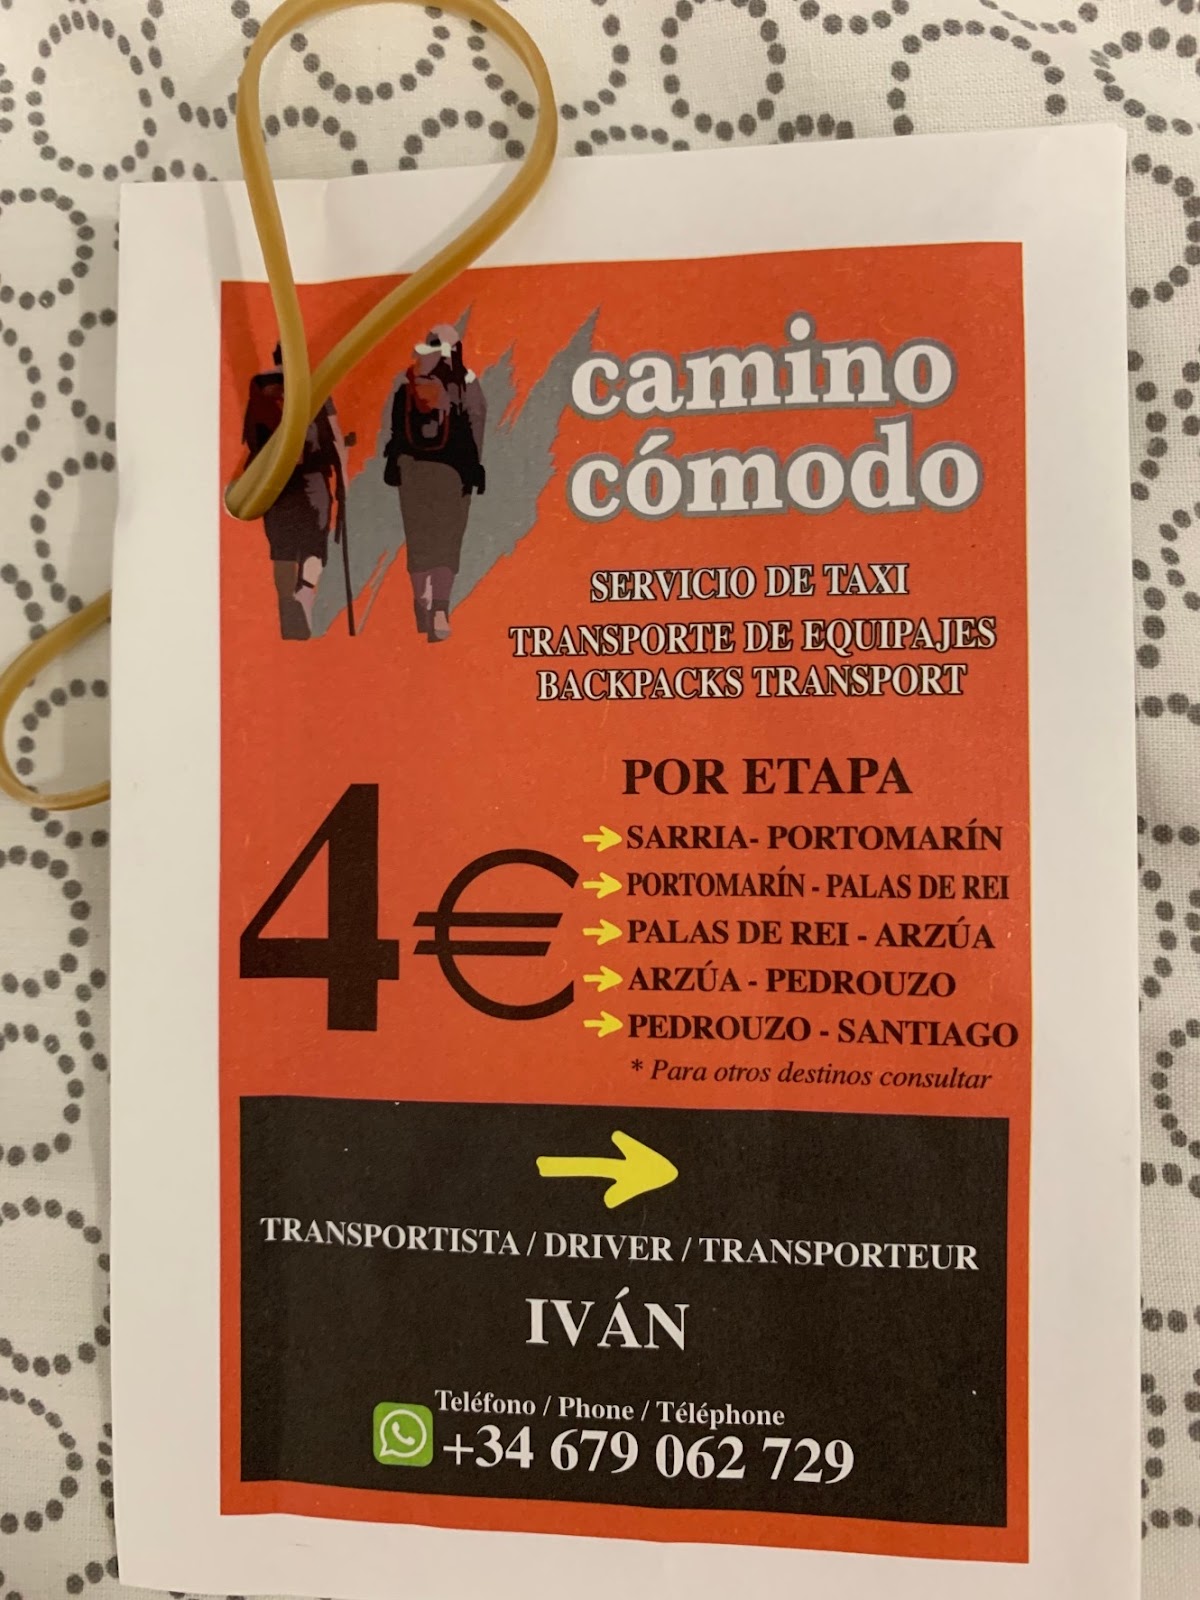 camino
cómodo
SERVICIO DE TAXI
TRANSPORTE DE EQUIPAJES
BACKPACKS TRANSPORT
4€
POR ETAPA
SARRIA- PORTOMARÍN
PORTOMARÍN - PALAS DE REI
PALAS DE REI - ARZÚA
ARZÚA - PEDROUZO
PEDROUZO - SANTIAGO
* Para otros destinos consultar
TRANSPORTISTA / DRIVER / TRANSPORTEUR
IVÁN
Teléfono / Phone / Téléphone
+34 679 062 729